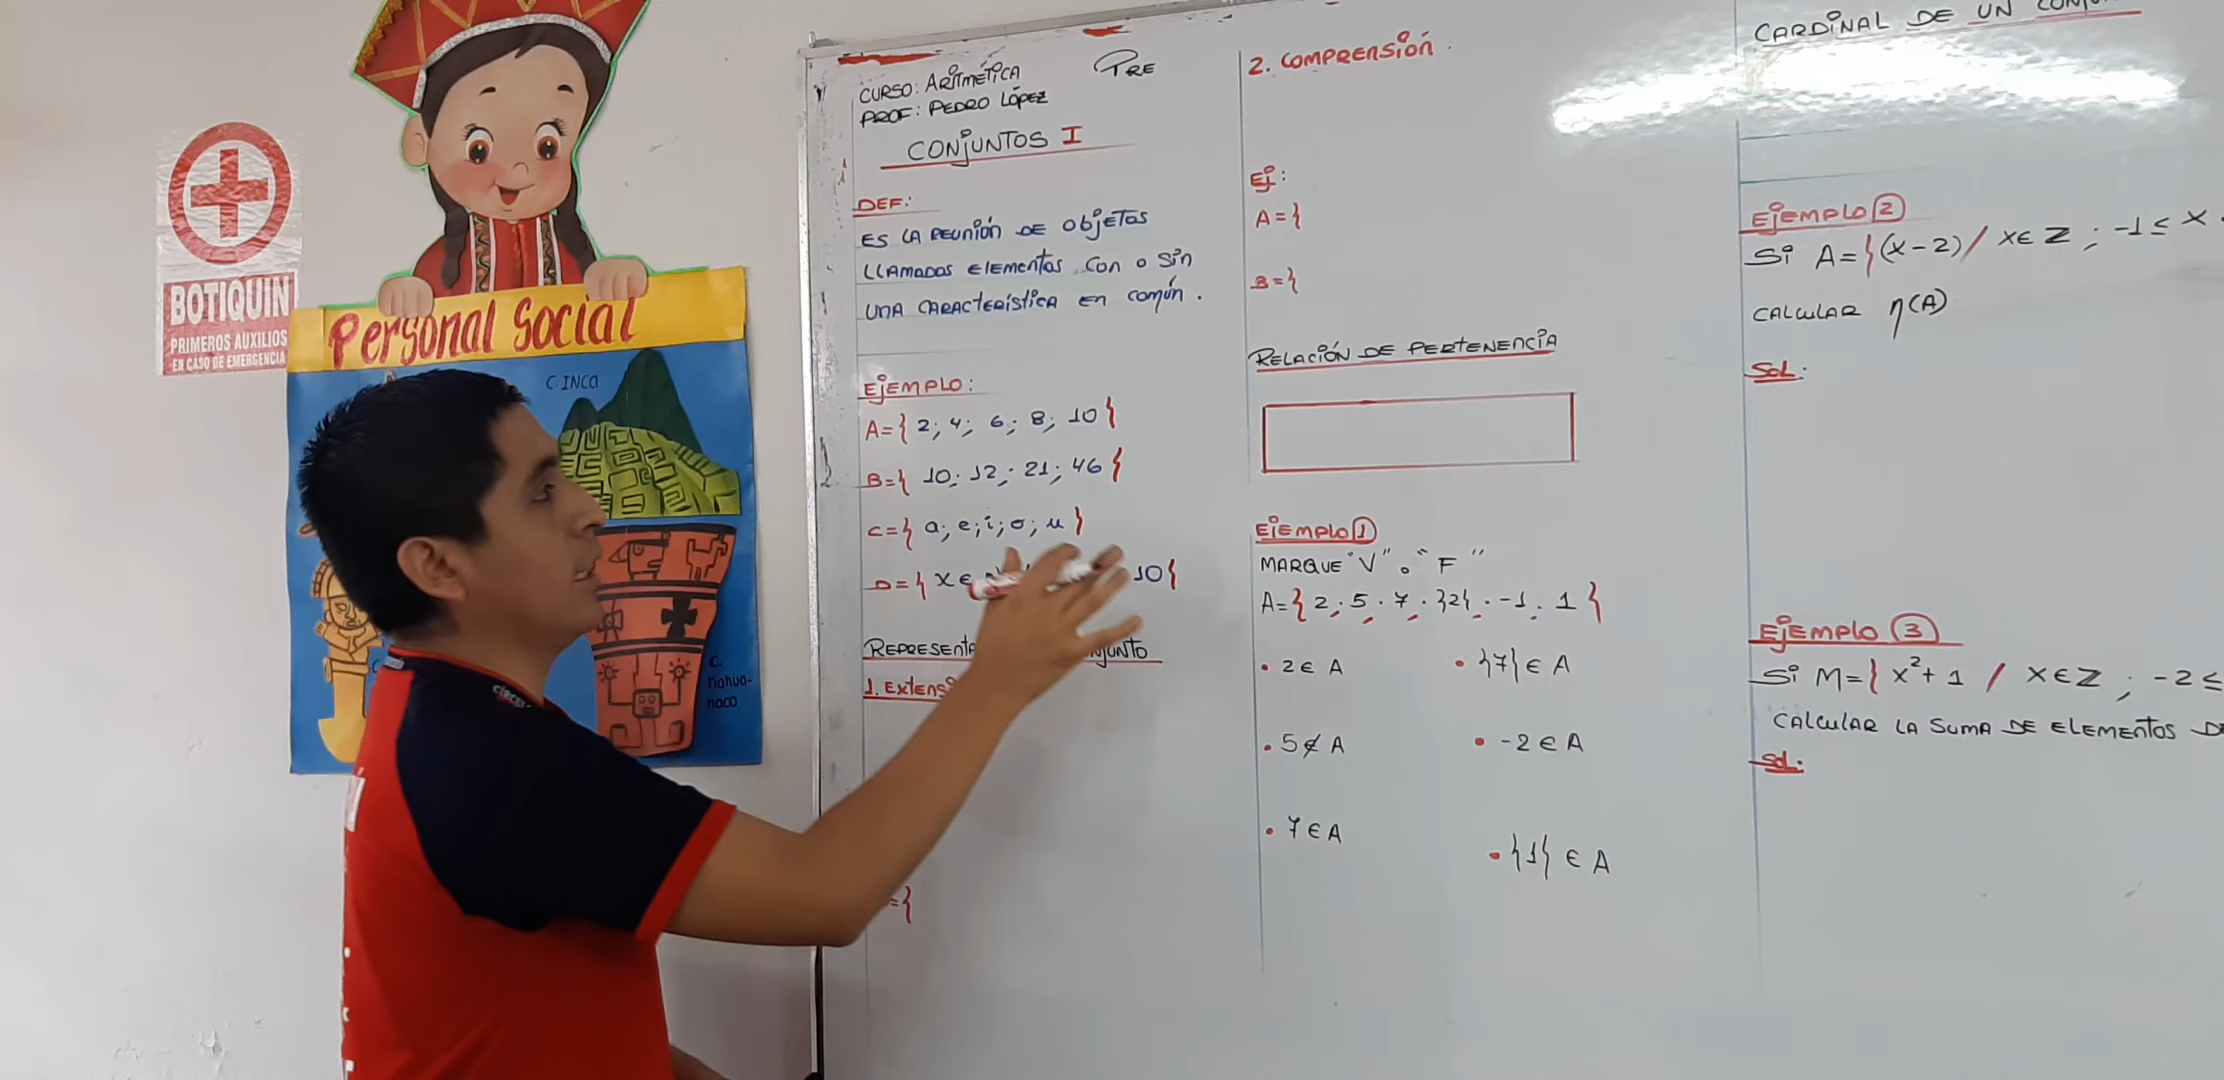 BOTIQUIN
PRIMEROS AUXILIOS
EN CASO DE EMERGENCIA
Personal Social
C. INCA
C. Tiahua-
naco
CURSO: ARITMÉTICA PRE
PROF: PEDRO LÓPEZ
CONJUNTOS I
DEF:
ES LA REUNIÓN DE OBJETOS
LLAMADOS ELEMENTOS CON O SIN
UNA CARACTERÍSTICA EN COMÚN.
EJEMPLO:
A={ 2; 4; 6; 8; 10 }
B={ 10; 12; 21; 46 }
C={ a; e; i; o; u }
D={ X ∈ 10}
1. EXTENS
={
2. COMPRENSIÓN.
Ej:
A={
B={
RELACIÓN DE PERTENENCIA
EJEMPLO 1
MARQUE "V" o "F"
A={ 2; 5; 7; {2}; -1; 1 }
• 2 ∈ A • {7} ∈ A
• 5 ∉ A • -2 ∈ A
• 7 ∈ A • {1} ∈ A
CARDINAL DE UN
EJEMPLO 2
Si A={(x-2)/ x∈Z; -1 ≤ x
CALCULAR η(A)
SOL:
EJEMPLO 3
Si M={ x²+1 / x∈Z; -2 ≤
CALCULAR LA SUMA DE ELEMENTOS
Sol: